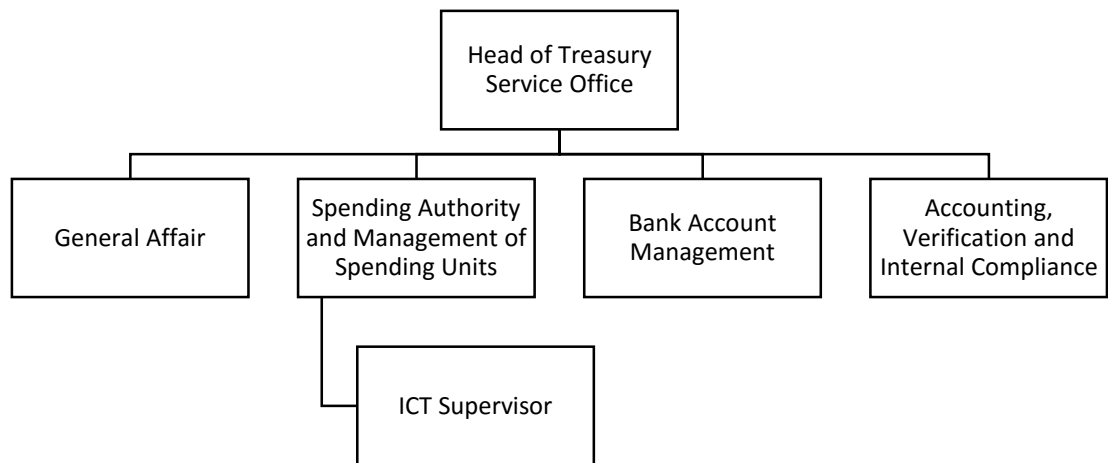 Head of Treasury
Service Office
General Affair
Spending Authority
and Management of
Spending Units
Bank Account
Management
Accounting,
Verification and
Internal Compliance
ICT Supervisor